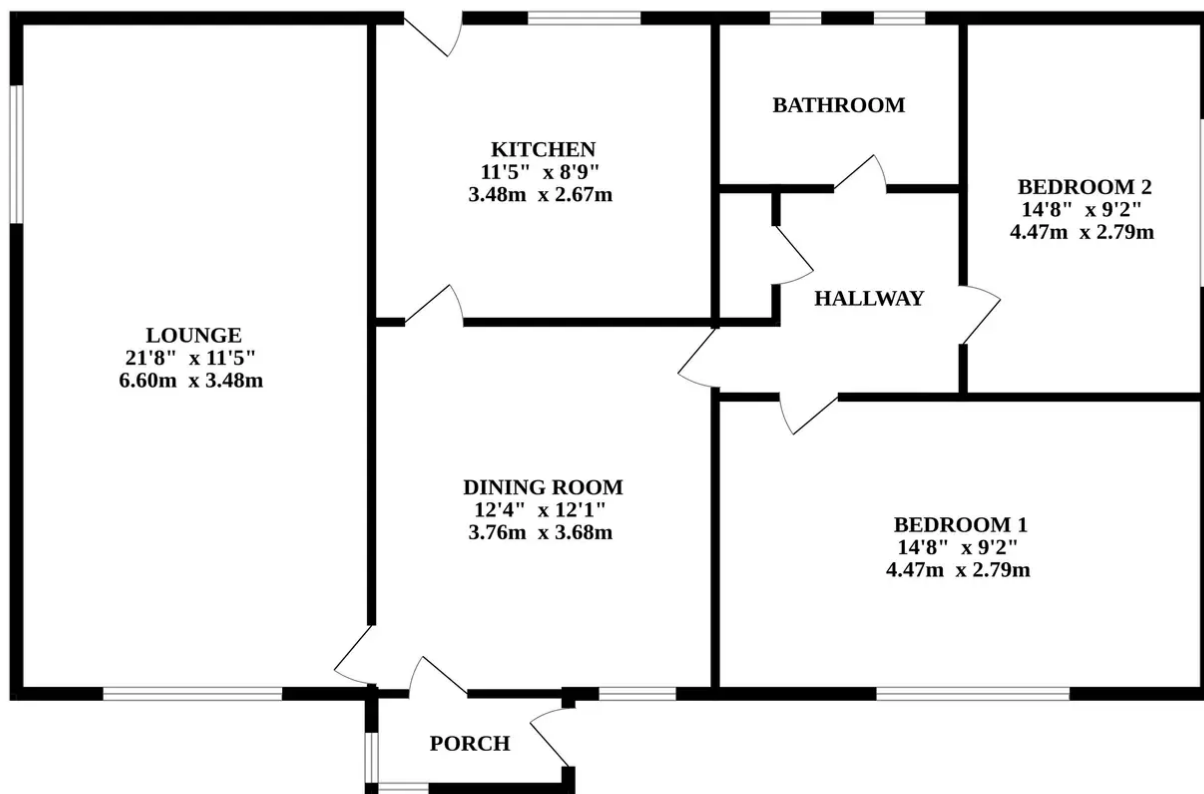 BATHROOM
KITCHEN
11'5" x 8'9"
3.48m x 2.67m
BEDROOM 2
14'8" x 9'2"
4.47m x 2.79m
HALLWAY
LOUNGE
21'8" x 11'5"
6.60m x 3.48m
DINING ROOM
12'4" x 12'1"
3.76m x 3.68m
BEDROOM 1
14'8" x 9'2"
4.47m x 2.79m
PORCH